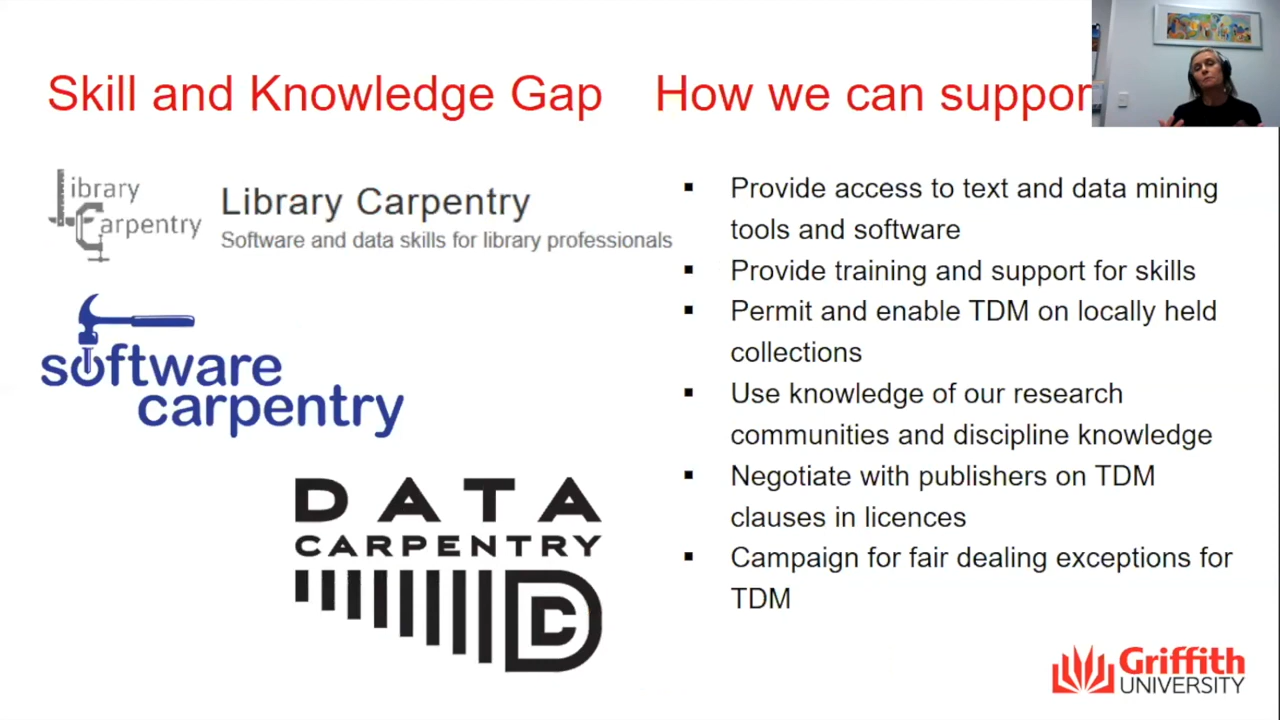 Skill and Knowledge Gap
Library
Carpentry
Library Carpentry
Software and data skills for library professionals
software
carpentry
DATA
CARPENTRY
DC
How we can suppor
▪ Provide access to text and data mining
tools and software
▪ Provide training and support for skills
▪ Permit and enable TDM on locally held
collections
▪ Use knowledge of our research
communities and discipline knowledge
▪ Negotiate with publishers on TDM
clauses in licences
▪ Campaign for fair dealing exceptions for
TDM
Griffith
UNIVERSITY